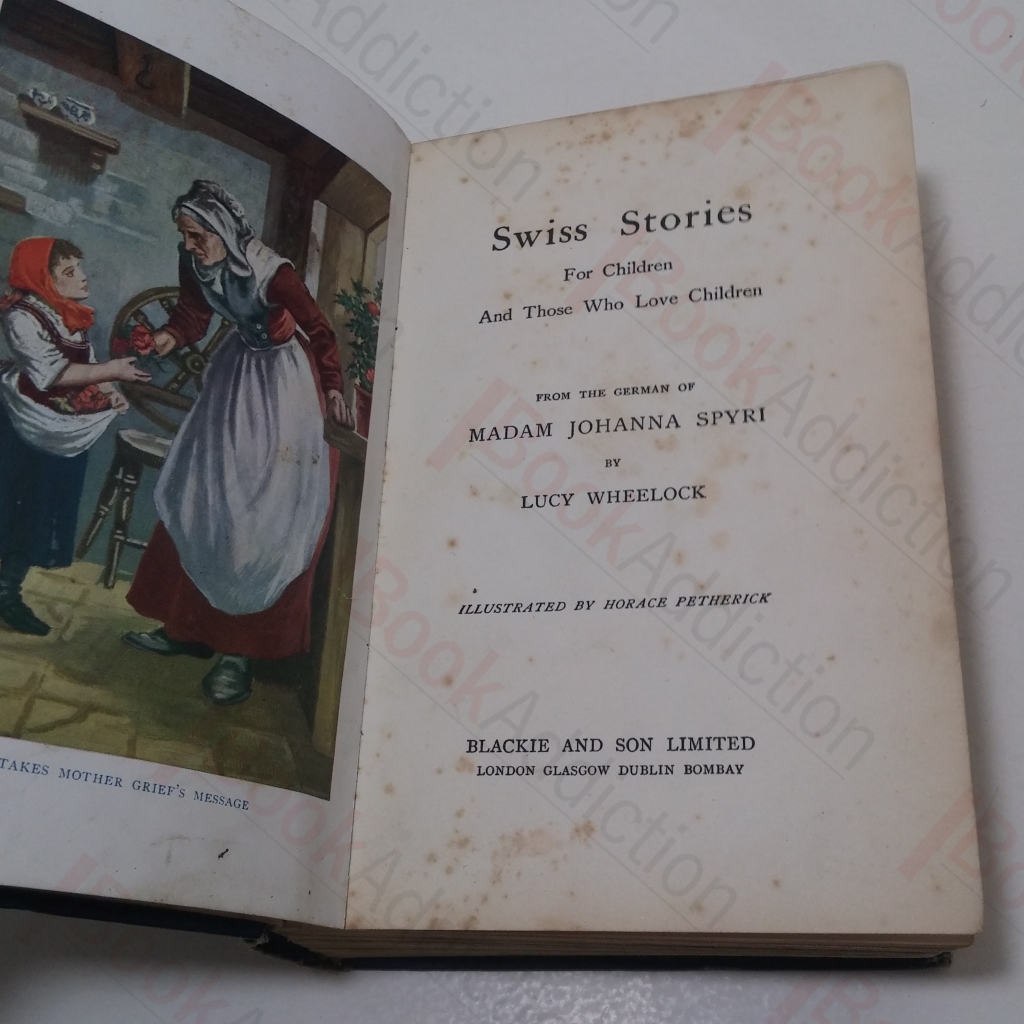 TAKES MOTHER GRIEF'S MESSAGE
Swiss Stories
For Children
And Those Who Love Children
FROM THE GERMAN OF
MADAM JOHANNA SPYRI
BY
LUCY WHEELOCK
ILLUSTRATED BY HORACE PETHERICK
BLACKIE AND SON LIMITED
LONDON GLASGOW DUBLIN BOMBAY
BookAddiction